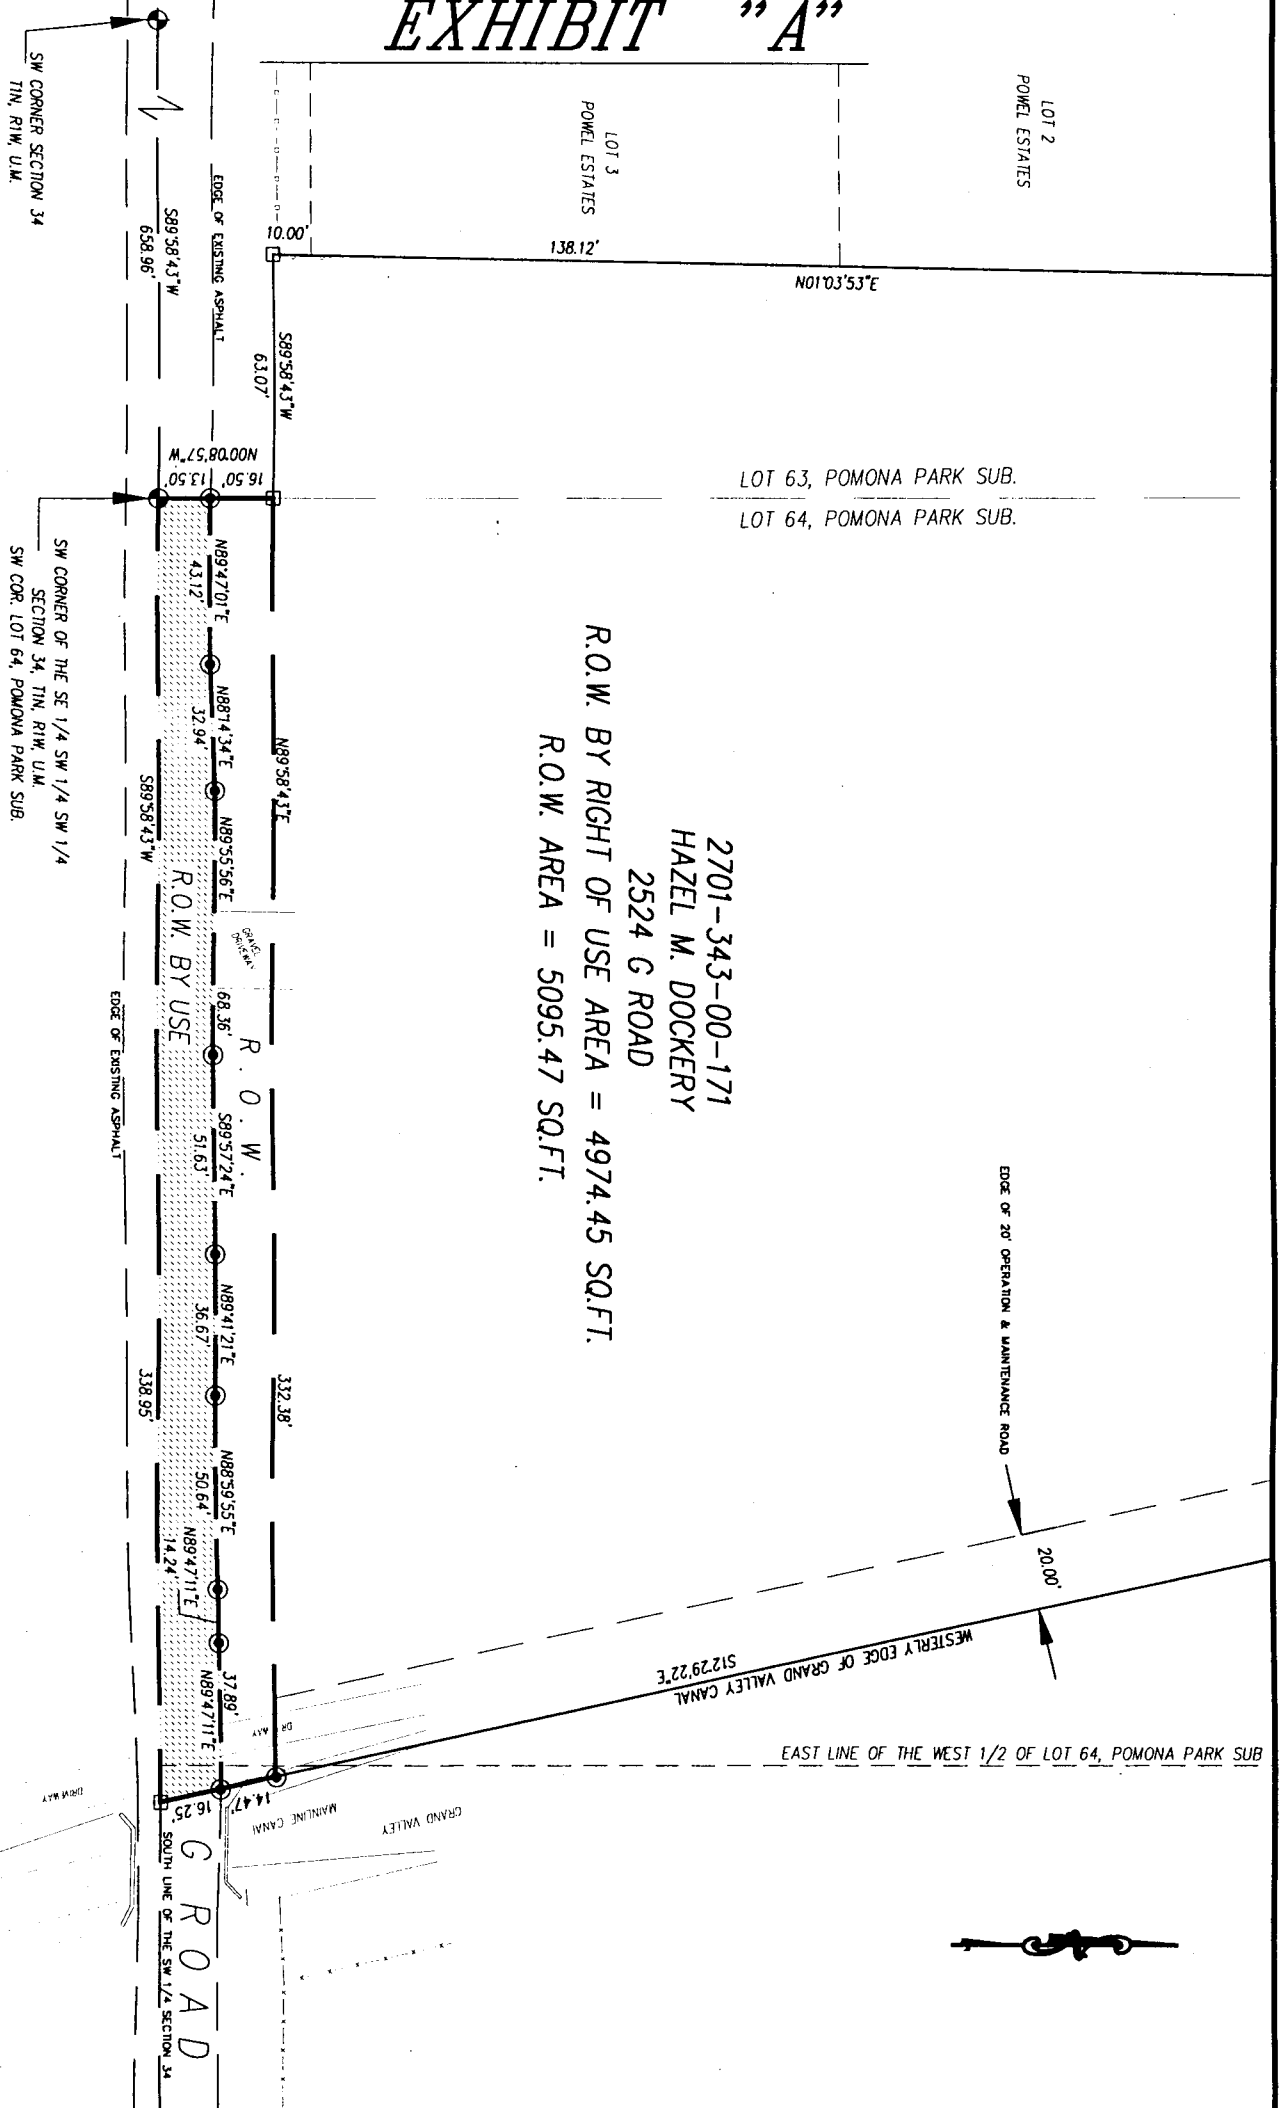 EXHIBIT "A"
LOT 2
POWEL ESTATES
LOT 3
POWEL ESTATES
SW CORNER SECTION 34
T1N, R1W, U.M.
S89°58'43"W
658.96'
EDGE OF EXISTING ASPHALT
10.00'
138.12'
N01°03'53"E
S89°58'43"W
63.07'
N00°08'57"W
13.50'
16.50'
LOT 63, POMONA PARK SUB.
LOT 64, POMONA PARK SUB.
SW CORNER OF THE SE 1/4 SW 1/4 SW 1/4
SECTION 34, T1N, R1W, U.M.
SW COR. LOT 64, POMONA PARK SUB.
N89°47'01"E
43.12'
N88°14'34"E
32.94'
N89°58'43"E
S89°58'43"W
N89°55'56"E
68.36'
GRAVEL
DRIVEWAY
R.O.W. BY USE
R.O.W.
2701-343-00-171
HAZEL M. DOCKERY
2524 G ROAD
R.O.W. BY RIGHT OF USE AREA = 4974.45 SQ.FT.
R.O.W. AREA = 5095.47 SQ.FT.
EDGE OF EXISTING ASPHALT
S89°57'24"E
51.63'
N89°41'21"E
36.67'
332.38'
338.95'
N88°59'55"E
50.64'
N89°47'11"E
14.24'
37.89'
N89°47'11"E
EDGE OF 20' OPERATION & MAINTENANCE ROAD
20.00'
S12°29'22"E
WESTERLY EDGE OF GRAND VALLEY CANAL
EAST LINE OF THE WEST 1/2 OF LOT 64, POMONA PARK SUB
16.25'
14.47'
GRAND VALLEY
MAINLINE CANAL
G ROAD
SOUTH LINE OF THE SW 1/4 SECTION 34